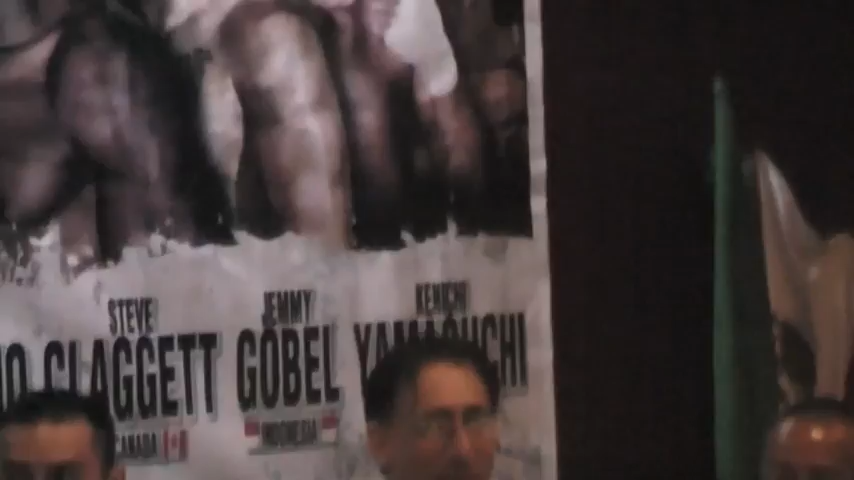 STEVE
CLAGGETT
CANADA
JEMMY
GOBEL
INDONESIA
KENICHI
YAMAGUCHI